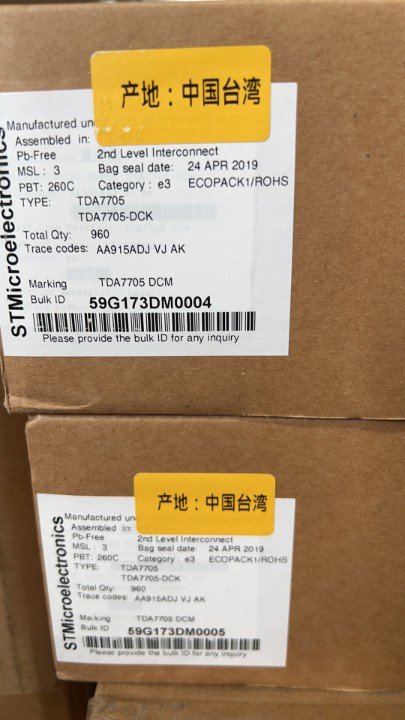 产地：中国台湾
Manufactured un
Assembled in:
Pb-Free 2nd Level Interconnect
MSL: 3 Bag seal date: 24 APR 2019
PBT: 260C Category: e3 ECOPACK1/ROHS
TYPE: TDA7705
TDA7705-DCK
Total Qty: 960
Trace codes: AA915ADJ VJ AK
Marking TDA7705 DCM
Bulk ID 59G173DM0004
Please provide the bulk ID for any inquiry
STMicroelectronics
产地：中国台湾
Manufactured un
Assembled in:
Pb-Free 2nd Level Interconnect
MSL: 3 Bag seal date: 24 APR 2019
PBT: 260C Category: e3 ECOPACK1/ROHS
TYPE: TDA7705
TDA7705-DCK
Total Qty: 960
Trace codes: AA915ADJ VJ AK
Marking TDA7705 DCM
Bulk ID 59G173DM0005
Please provide the bulk ID for any inquiry
STMicroelectronics